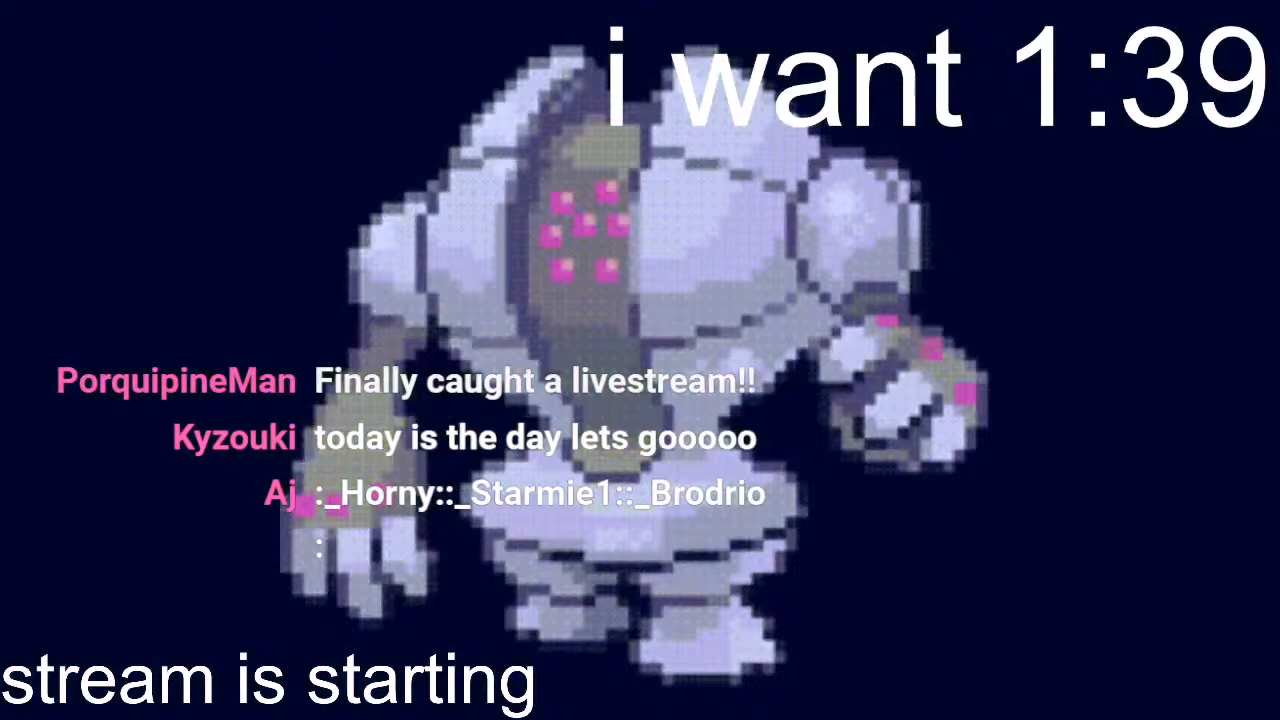 i want 1:39
PorquipineMan Finally caught a livestream!!
Kyzouki today is the day lets gooooo
Aj :_Horny::_Starmie1::_Brodrio
:
stream is starting